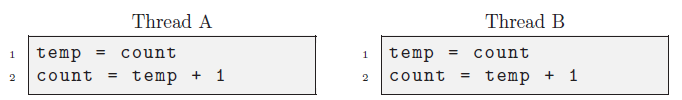 Thread A
1 temp = count
2 count = temp + 1
Thread B
1 temp = count
2 count = temp + 1